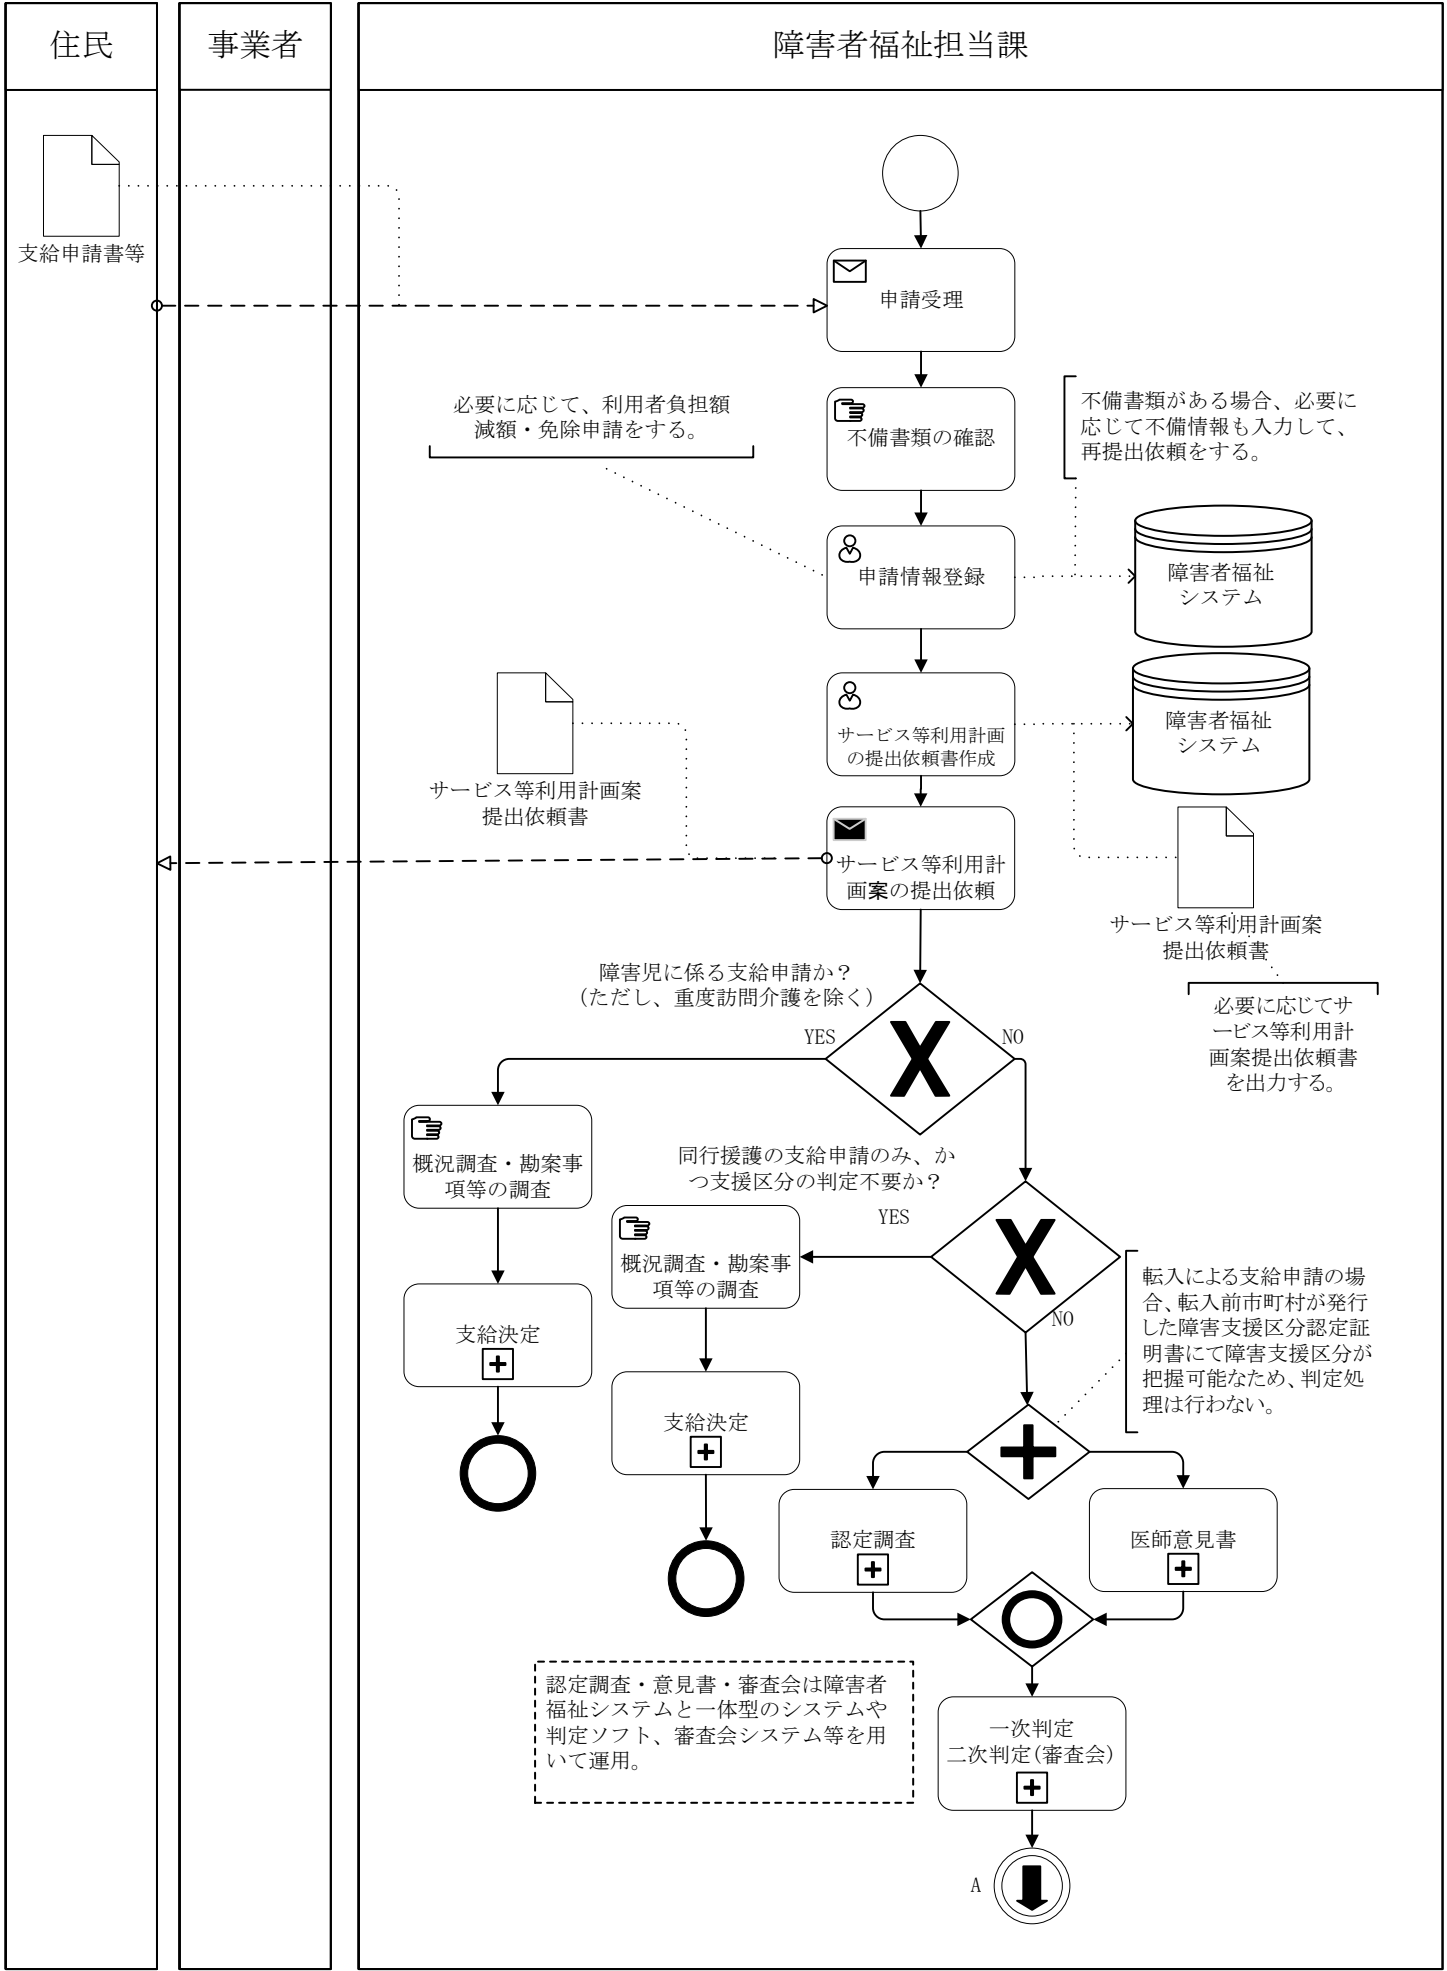 住民
事業者
障害者福祉担当課
支給申請書等
申請受理
必要に応じて、利用者負担額
減額・免除申請をする。
不備書類の確認
不備書類がある場合、必要に
応じて不備情報も入力して、
再提出依頼をする。
申請情報登録
障害者福祉
システム
サービス等利用計画
の提出依頼書作成
障害者福祉
システム
サービス等利用計画案
提出依頼書
サービス等利用計
画案の提出依頼
サービス等利用計画案
提出依頼書
必要に応じてサ
ービス等利用計
画案提出依頼書
を出力する。
障害児に係る支給申請か？
（ただし、重度訪問介護を除く）
YES
NO
概況調査・勘案事
項等の調査
同行援護の支給申請のみ、か
つ支援区分の判定不要か？
YES
NO
概況調査・勘案事
項等の調査
転入による支給申請の場
合、転入前市町村が発行
した障害支援区分認定証
明書にて障害支援区分が
把握可能なため、判定処
理は行わない。
支給決定
支給決定
認定調査
医師意見書
認定調査・意見書・審査会は障害者
福祉システムと一体型のシステムや
判定ソフト、審査会システム等を用
いて運用。
一次判定
二次判定(審査会)
A